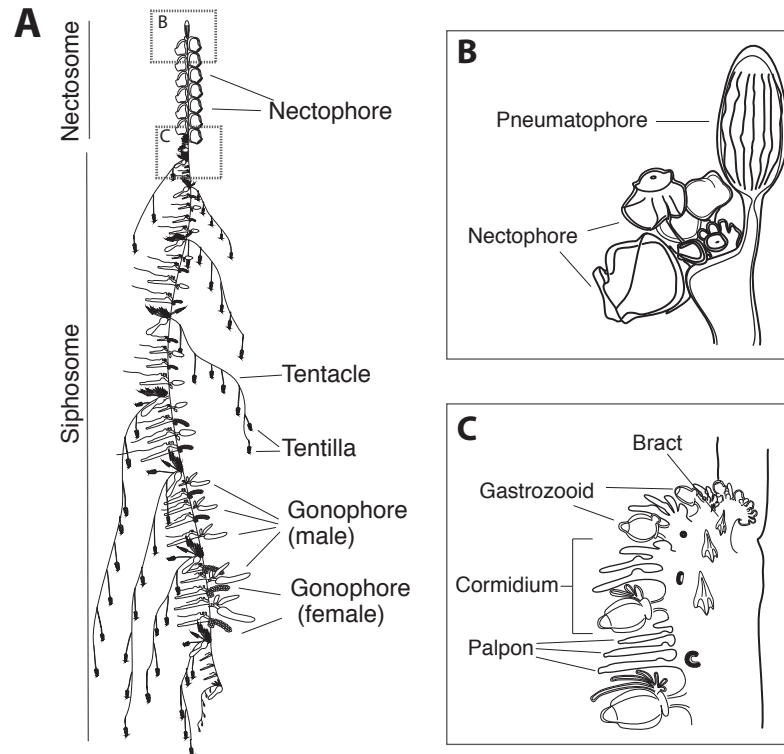 A
B
Nectosome
Nectophore
C
Siphosome
Tentacle
Tentilla
Gonophore
(male)
Gonophore
(female)
B
Pneumatophore
Nectophore
C
Bract
Gastrozooid
Cormidium
Palpon